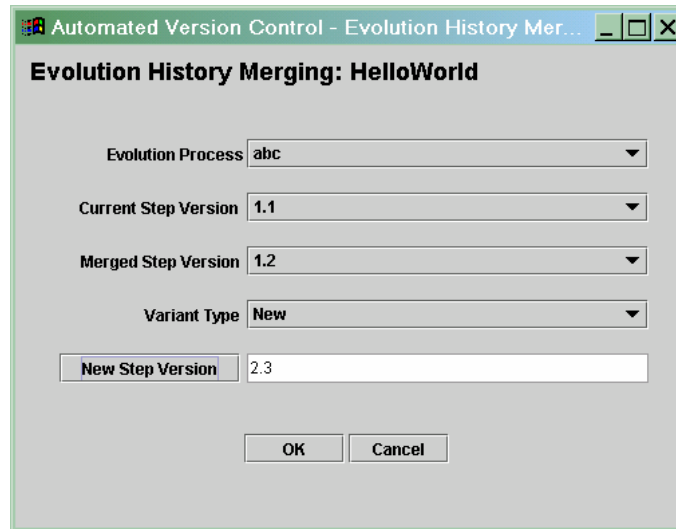 Automated Version Control - Evolution History Mer...
Evolution History Merging: HelloWorld
Evolution Process abc
Current Step Version 1.1
Merged Step Version 1.2
Variant Type New
New Step Version 2.3
OK Cancel